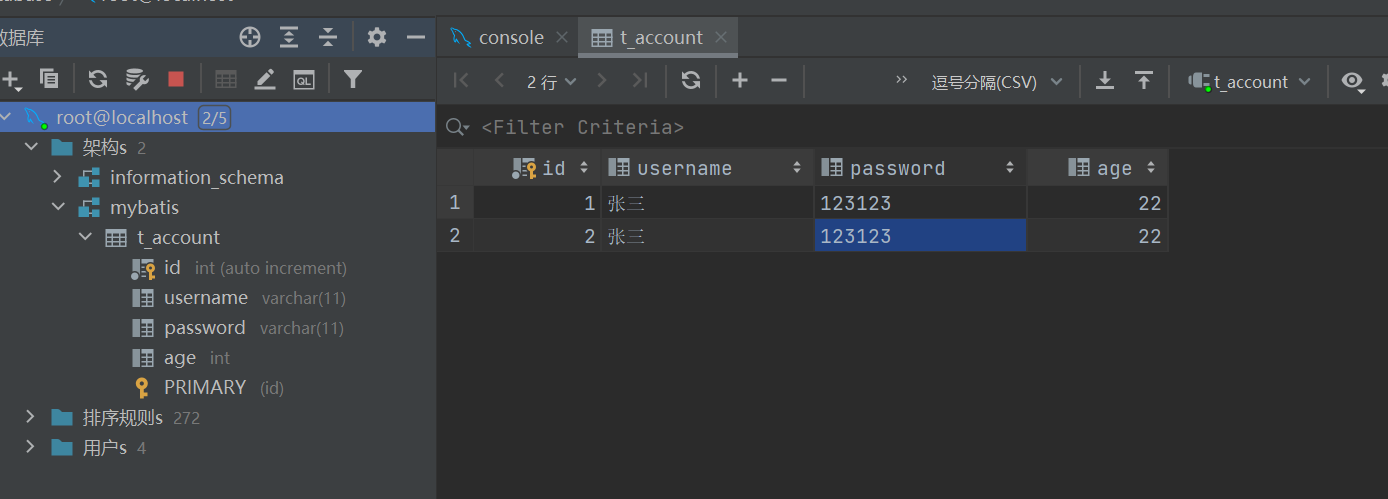 root@localhost
数据库
console
t_account
2 行
逗号分隔(CSV)
t_account
root@localhost 2/5
<Filter Criteria>
架构s 2
information_schema
mybatis
t_account
id int (auto increment)
username varchar(11)
password varchar(11)
age int
PRIMARY (id)
排序规则s 272
用户s 4
id username password age
1 1 张三 123123 22
2 2 张三 123123 22
QL